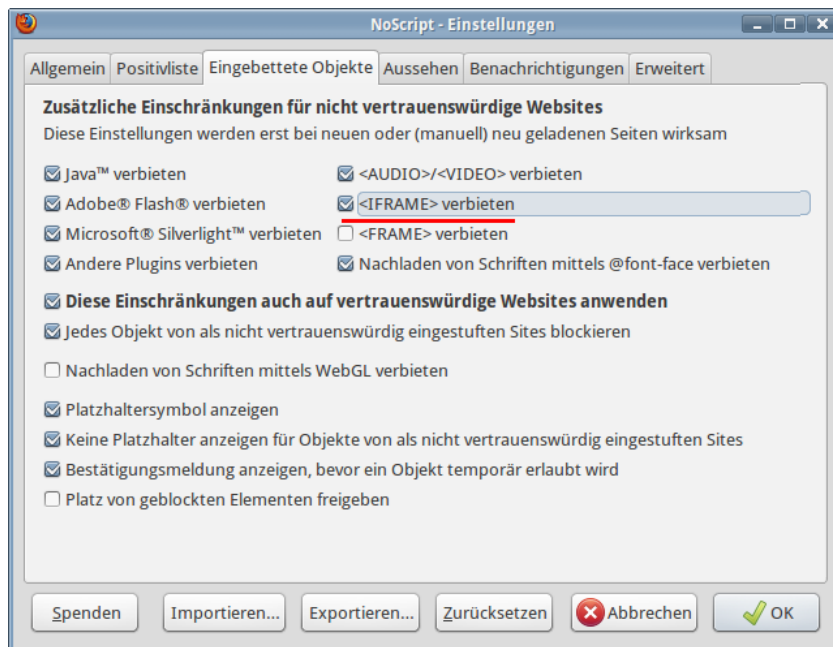 NoScript - Einstellungen
Allgemein Positivliste Eingebettete Objekte Aussehen Benachrichtigungen Erweitert
Zusätzliche Einschränkungen für nicht vertrauenswürdige Websites
Diese Einstellungen werden erst bei neuen oder (manuell) neu geladenen Seiten wirksam
Java™ verbieten <AUDIO>/<VIDEO> verbieten
Adobe® Flash® verbieten <IFRAME> verbieten
Microsoft® Silverlight™ verbieten <FRAME> verbieten
Andere Plugins verbieten Nachladen von Schriften mittels @font-face verbieten
Diese Einschränkungen auch auf vertrauenswürdige Websites anwenden
Jedes Objekt von als nicht vertrauenswürdig eingestuften Sites blockieren
Nachladen von Schriften mittels WebGL verbieten
Platzhaltersymbol anzeigen
Keine Platzhalter anzeigen für Objekte von als nicht vertrauenswürdig eingestuften Sites
Bestätigungsmeldung anzeigen, bevor ein Objekt temporär erlaubt wird
Platz von geblockten Elementen freigeben
Spenden Importieren... Exportieren... Zurücksetzen Abbrechen OK